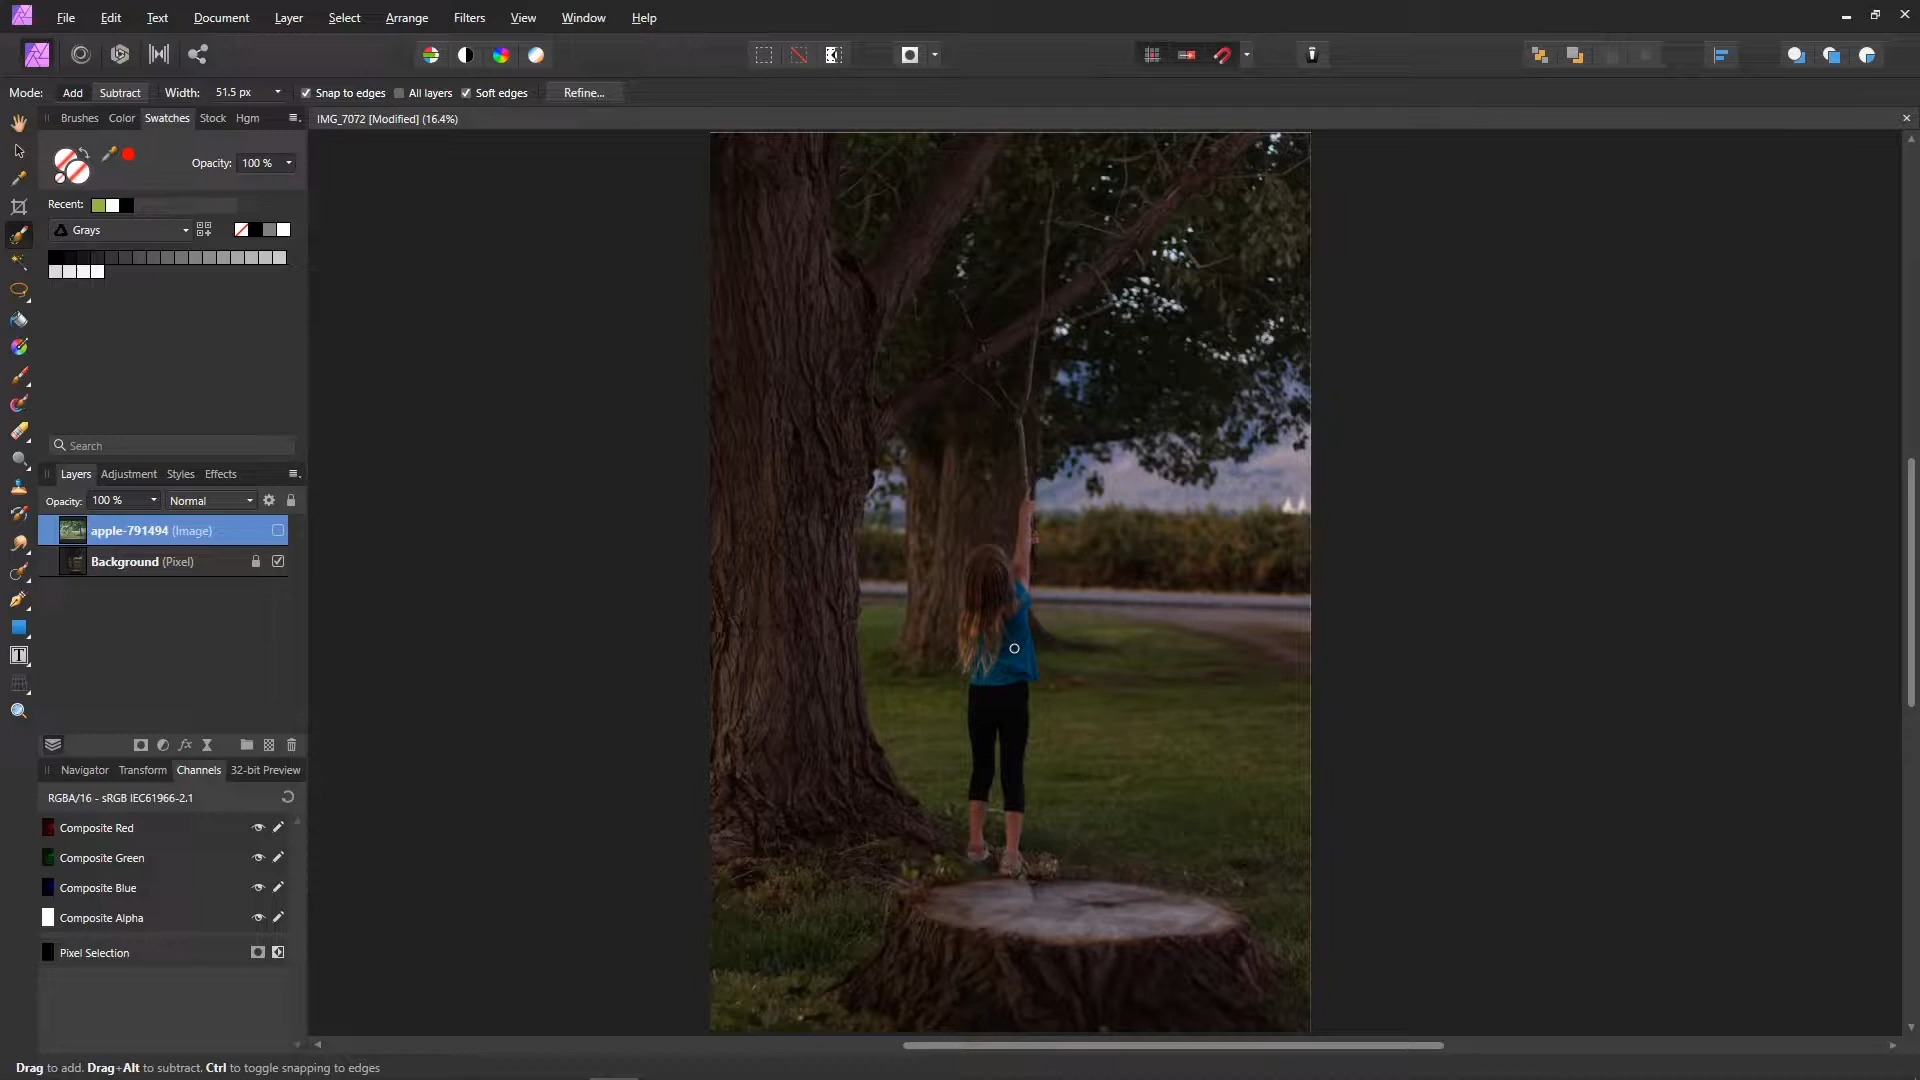 File Edit Text Document Layer Select Arrange Filters View Window Help
Mode: Add Subtract Width: 51.5 px Snap to edges All layers Soft edges Refine...
Brushes Color Swatches Stock Hgm
IMG_7072 [Modified] (16.4%)
Opacity: 100 %
Recent:
Grays
Search
Layers Adjustment Styles Effects
Opacity: 100 % Normal
apple-791494 (Image)
Background (Pixel)
T
Navigator Transform Channels 32-bit Preview
RGBA/16 - sRGB IEC61966-2.1
Composite Red
Composite Green
Composite Blue
Composite Alpha
Pixel Selection
Drag to add. Drag+Alt to subtract. Ctrl to toggle snapping to edges